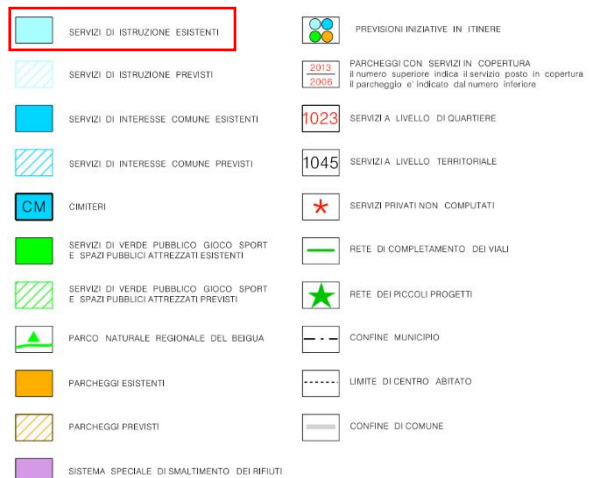 SERVIZI DI ISTRUZIONE ESISTENTI
SERVIZI DI ISTRUZIONE PREVISTI
SERVIZI DI INTERESSE COMUNE ESISTENTI
SERVIZI DI INTERESSE COMUNE PREVISTI
CM CIMITERI
SERVIZI DI VERDE PUBBLICO GIOCO SPORT
E SPAZI PUBBLICI ATTREZZATI ESISTENTI
SERVIZI DI VERDE PUBBLICO GIOCO SPORT
E SPAZI PUBBLICI ATTREZZATI PREVISTI
PARCO NATURALE REGIONALE DEL BEIGUA
PARCHEGGI ESISTENTI
PARCHEGGI PREVISTI
SISTEMA SPECIALE DI SMALTIMENTO DEI RIFIUTI
PREVISIONI INIZIATIVE IN ITINERE
2013
2006
PARCHEGGI CON SERVIZI IN COPERTURA
il numero superiore indica il servizio posto in copertura
il parcheggio e' indicato dal numero inferiore
1023 SERVIZI A LIVELLO DI QUARTIERE
1045 SERVIZI A LIVELLO TERRITORIALE
SERVIZI PRIVATI NON COMPUTATI
RETE DI COMPLETAMENTO DEI VIALI
RETE DEI PICCOLI PROGETTI
CONFINE MUNICIPIO
LIMITE DI CENTRO ABITATO
CONFINE DI COMUNE